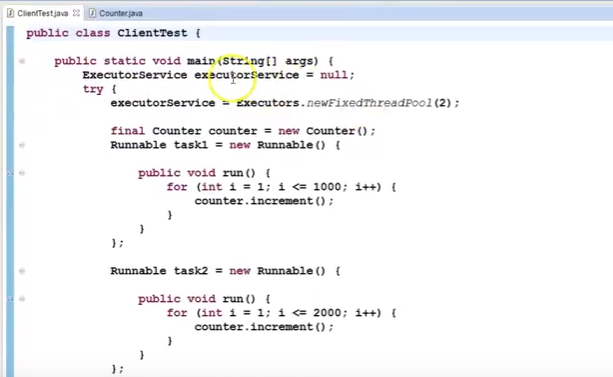 ClientTest.java Counter.java
public class ClientTest {
public static void main(String[] args) {
ExecutorService executorService = null;
try {
executorService = Executors.newFixedThreadPool(2);
final Counter counter = new Counter();
Runnable task1 = new Runnable() {
public void run() {
for (int i = 1; i <= 1000; i++) {
counter.increment();
}
}
};
Runnable task2 = new Runnable() {
public void run() {
for (int i = 1; i <= 2000; i++) {
counter.increment();
}
}
};